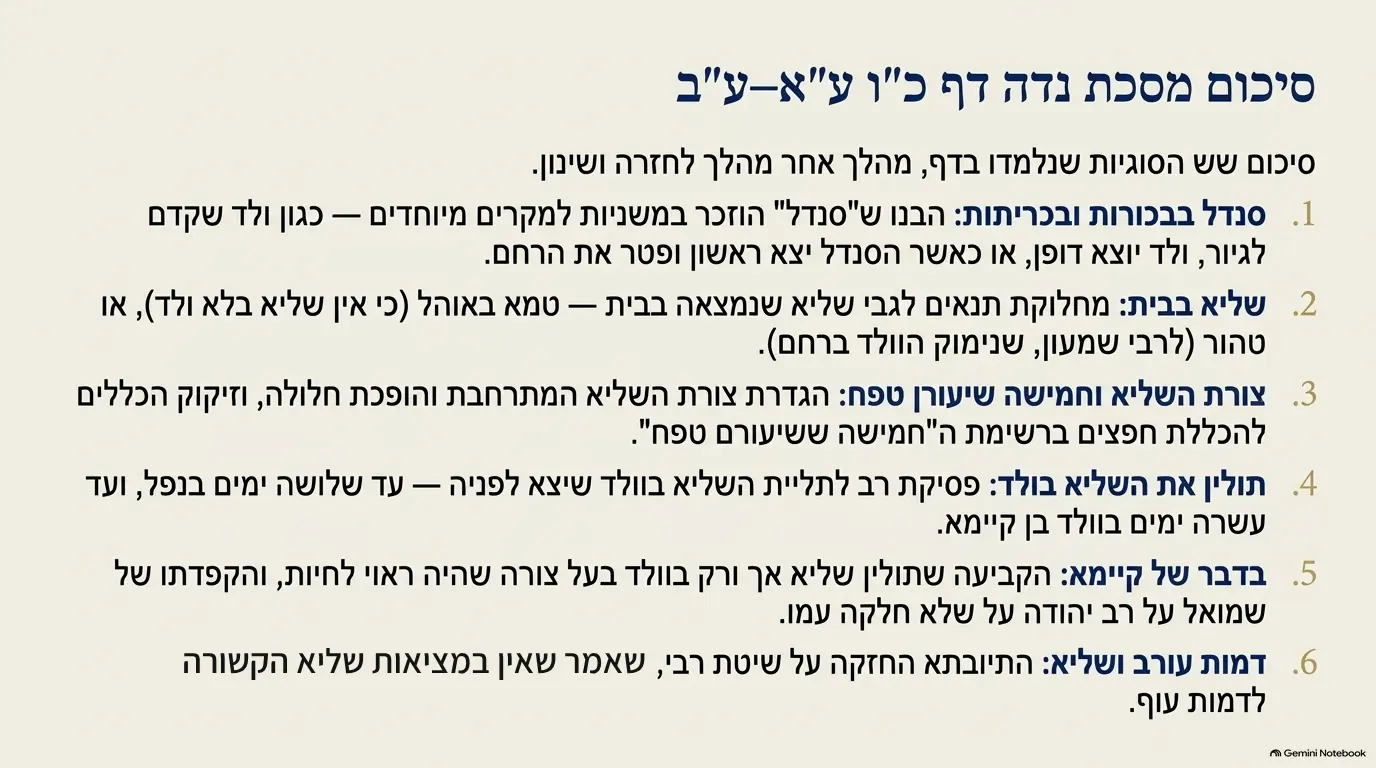 סיכום מסכת נדה דף כ"ו ע"א–ע"ב
סיכום שש הסוגיות שנלמדו בדף, מהלך אחר מהלך לחזרה ושינון.
1. סנדל בבכורות ובכריתות: הבנו ש"סנדל" הוזכר במשניות למקרים מיוחדים — כגון ולד שקדם
לגיור, ולד יוצא דופן, או כאשר הסנדל יצא ראשון ופטר את הרחם.
2. שליא בבית: מחלוקת תנאים לגבי שליא שנמצאה בבית — טמא באוהל (כי אין שליא בלא ולד), או
טהור (לרבי שמעון, שנימוק הוולד ברחם).
3. צורת השליא וחמישה שיעורן טפח: הגדרת צורת השליא המתרחבת והופכת חלולה, וזיקוק הכללים
להכללת חפצים ברשימת ה"חמישה ששיעורם טפח".
4. תולין את השליא בולד: פסיקת רב לתליית השליא בוולד שיצא לפניה — עד שלושה ימים בנפל, ועד
עשרה ימים בוולד בן קיימא.
5. בדבר של קיימא: הקביעה שתולין שליא אך ורק בוולד בעל צורה שהיה ראוי לחיות, והקפדתו של
שמואל על רב יהודה על שלא חלקה עמו.
6. דמות עורב ושליא: התיובתא החזקה על שיטת רבי, שאמר שאין במציאות שליא הקשורה
לדמות עוף.
Gemini Notebook